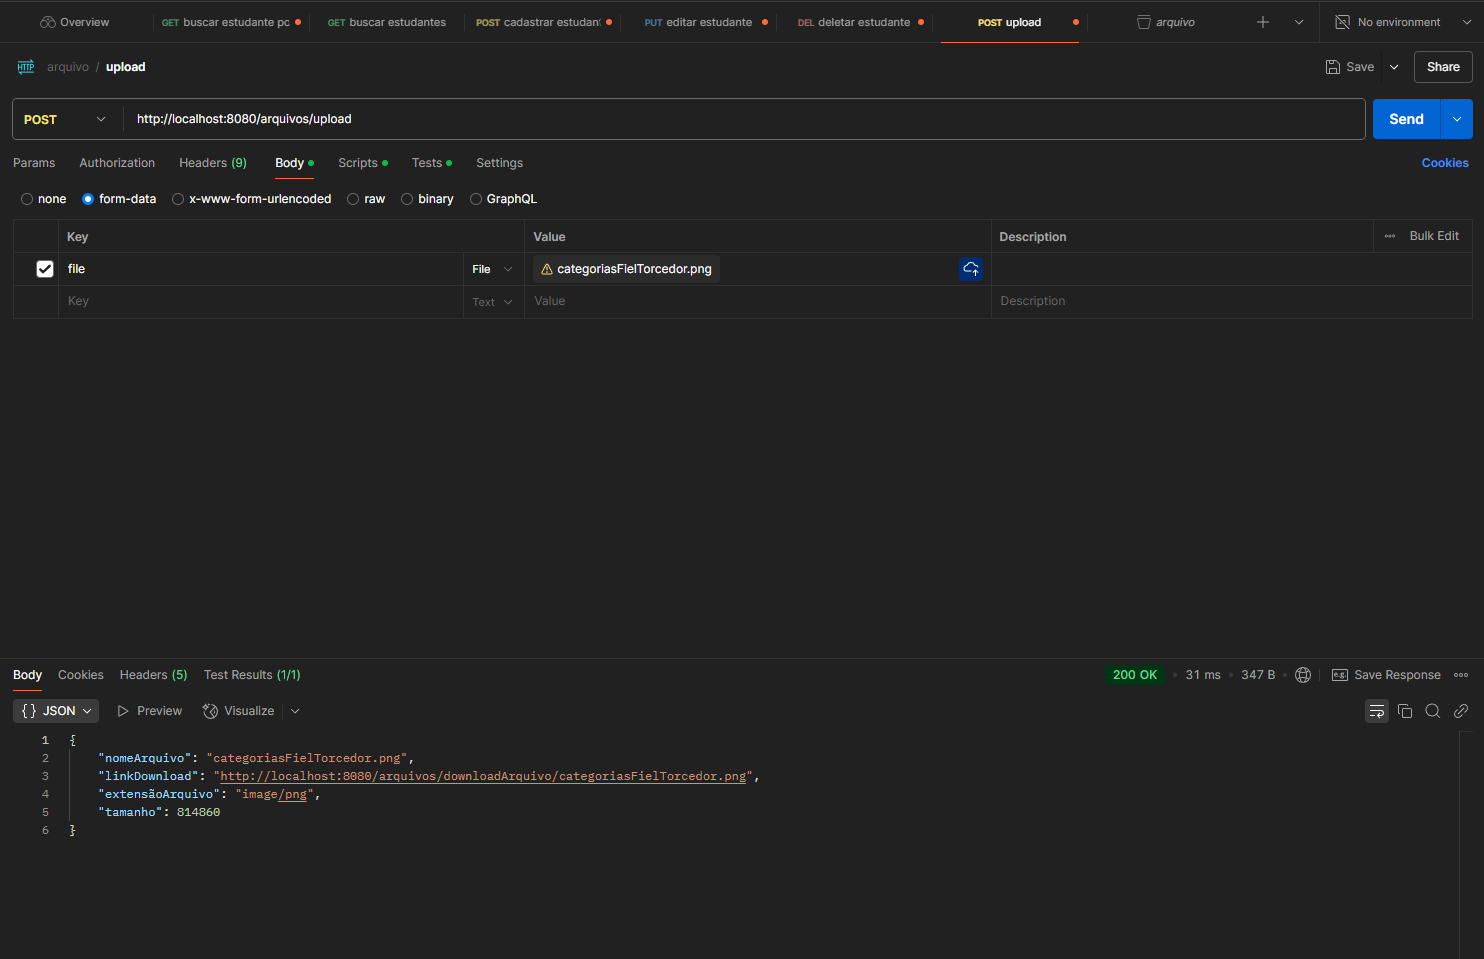 Overview GET buscar estudante po GET buscar estudantes POST cadastrar estudan PUT editar estudante DEL deletar estudante POST upload arquivo No environment
HTTP arquivo / upload Save Share
POST http://localhost:8080/arquivos/upload Send
Params Authorization Headers (9) Body Scripts Tests Settings Cookies
none form-data x-www-form-urlencoded raw binary GraphQL
Key Value Description Bulk Edit
file File categoriasFielTorcedor.png
Key Text Value Description
Body Cookies Headers (5) Test Results (1/1) 200 OK 31 ms 347 B e.g. Save Response
{} JSON Preview Visualize
1 {
2 "nomeArquivo": "categoriasFielTorcedor.png",
3 "linkDownload": "http://localhost:8080/arquivos/downloadArquivo/categoriasFielTorcedor.png",
4 "extensãoArquivo": "image/png",
5 "tamanho": 814860
6 }